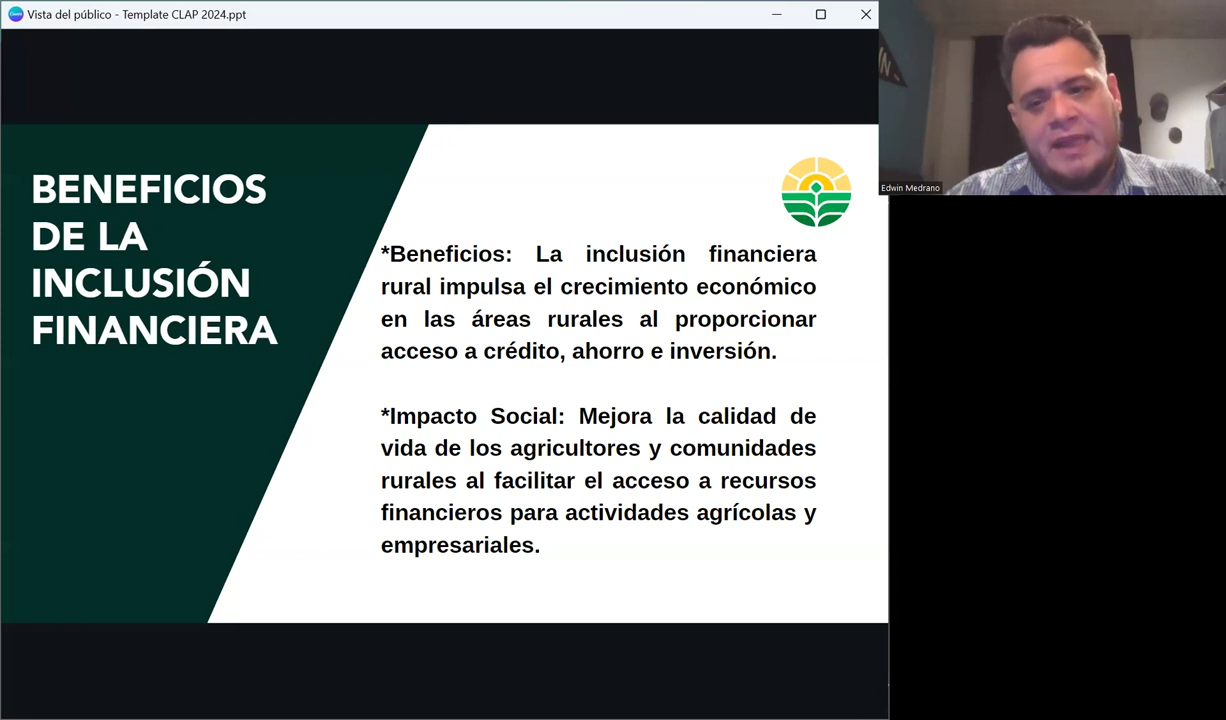 Vista del público - Template CLAP 2024.ppt
BENEFICIOS
DE LA
INCLUSIÓN
FINANCIERA
*Beneficios: La inclusión financiera
rural impulsa el crecimiento económico
en las áreas rurales al proporcionar
acceso a crédito, ahorro e inversión.
*Impacto Social: Mejora la calidad de
vida de los agricultores y comunidades
rurales al facilitar el acceso a recursos
financieros para actividades agrícolas y
empresariales.
Edwin Medrano